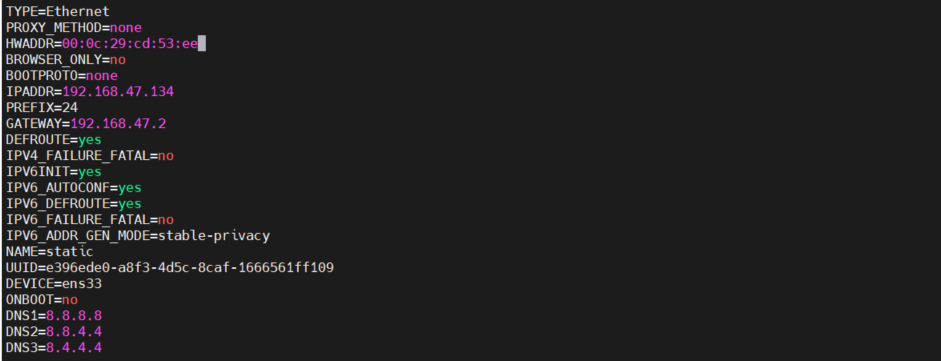 TYPE=Ethernet
PROXY_METHOD=none
HWADDR=00:0c:29:cd:53:ee
BROWSER_ONLY=no
BOOTPROTO=none
IPADDR=192.168.47.134
PREFIX=24
GATEWAY=192.168.47.2
DEFROUTE=yes
IPV4_FAILURE_FATAL=no
IPV6INIT=yes
IPV6_AUTOCONF=yes
IPV6_DEFROUTE=yes
IPV6_FAILURE_FATAL=no
IPV6_ADDR_GEN_MODE=stable-privacy
NAME=static
UUID=e396ede0-a8f3-4d5c-8caf-1666561ff109
DEVICE=ens33
ONBOOT=no
DNS1=8.8.8.8
DNS2=8.8.4.4
DNS3=8.4.4.4